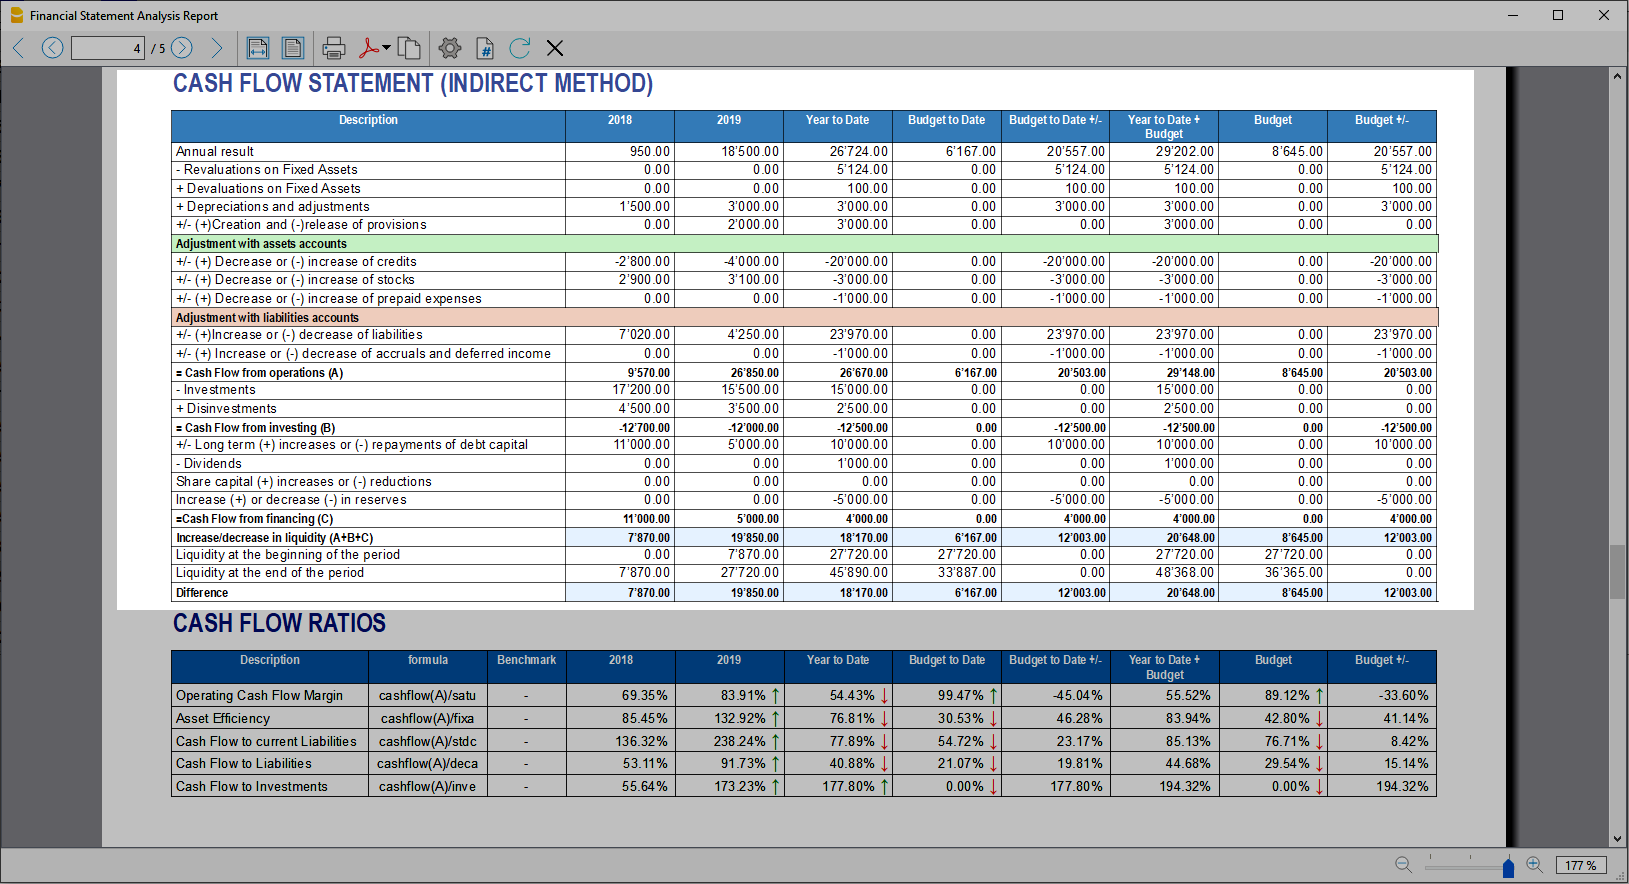 Financial Statement Analysis Report
4 / 5
CASH FLOW STATEMENT (INDIRECT METHOD)
Description 2018 2019 Year to Date Budget to Date Budget to Date +/- Year to Date + Budget Budget Budget +/-
Annual result 950.00 18'500.00 26'724.00 6'167.00 20'557.00 29'202.00 8'645.00 20'557.00
- Revaluations on Fixed Assets 0.00 0.00 5'124.00 0.00 5'124.00 5'124.00 0.00 5'124.00
+ Devaluations on Fixed Assets 0.00 0.00 100.00 0.00 100.00 100.00 0.00 100.00
+ Depreciations and adjustments 1'500.00 3'000.00 3'000.00 0.00 3'000.00 3'000.00 0.00 3'000.00
+/- (+)Creation and (-)release of provisions 0.00 2'000.00 3'000.00 0.00 0.00 3'000.00 0.00 0.00
Adjustment with assets accounts
+/- (+) Decrease or (-) increase of credits -2'800.00 -4'000.00 -20'000.00 0.00 -20'000.00 -20'000.00 0.00 -20'000.00
+/- (+) Decrease or (-) increase of stocks 2'900.00 3'100.00 -3'000.00 0.00 -3'000.00 -3'000.00 0.00 -3'000.00
+/- (+) Decrease or (-) increase of prepaid expenses 0.00 0.00 -1'000.00 0.00 -1'000.00 -1'000.00 0.00 -1'000.00
Adjustment with liabilities accounts
+/- (+)Increase or (-) decrease of liabilities 7'020.00 4'250.00 23'970.00 0.00 23'970.00 23'970.00 0.00 23'970.00
+/- (+) Increase or (-) decrease of accruals and deferred income 0.00 0.00 -1'000.00 0.00 -1'000.00 -1'000.00 0.00 -1'000.00
= Cash Flow from operations (A) 9'570.00 26'850.00 26'670.00 6'167.00 20'503.00 29'148.00 8'645.00 20'503.00
- Investments 17'200.00 15'500.00 15'000.00 0.00 0.00 15'000.00 0.00 0.00
+ Disinvestments 4'500.00 3'500.00 2'500.00 0.00 0.00 2'500.00 0.00 0.00
= Cash Flow from investing (B) -12'700.00 -12'000.00 -12'500.00 0.00 -12'500.00 -12'500.00 0.00 -12'500.00
+/- Long term (+) increases or (-) repayments of debt capital 11'000.00 5'000.00 10'000.00 0.00 10'000.00 10'000.00 0.00 10'000.00
- Dividends 0.00 0.00 1'000.00 0.00 0.00 1'000.00 0.00 0.00
Share capital (+) increases or (-) reductions 0.00 0.00 0.00 0.00 0.00 0.00 0.00 0.00
Increase (+) or decrease (-) in reserves 0.00 0.00 -5'000.00 0.00 -5'000.00 -5'000.00 0.00 -5'000.00
=Cash Flow from financing (C) 11'000.00 5'000.00 4'000.00 0.00 4'000.00 4'000.00 0.00 4'000.00
Increase/decrease in liquidity (A+B+C) 7'870.00 19'850.00 18'170.00 6'167.00 12'003.00 20'648.00 8'645.00 12'003.00
Liquidity at the beginning of the period 0.00 7'870.00 27'720.00 27'720.00 0.00 27'720.00 27'720.00 0.00
Liquidity at the end of the period 7'870.00 27'720.00 45'890.00 33'887.00 0.00 48'368.00 36'365.00 0.00
Difference 7'870.00 19'850.00 18'170.00 6'167.00 12'003.00 20'648.00 8'645.00 12'003.00
CASH FLOW RATIOS
Description formula Benchmark 2018 2019 Year to Date Budget to Date Budget to Date +/- Year to Date + Budget Budget Budget +/-
Operating Cash Flow Margin cashflow(A)/satu - 69.35% 83.91% ↑ 54.43% ↓ 99.47% ↑ -45.04% 55.52% 89.12% ↑ -33.60%
Asset Efficiency cashflow(A)/fixa - 85.45% 132.92% ↑ 76.81% ↓ 30.53% ↓ 46.28% 83.94% 42.80% ↓ 41.14%
Cash Flow to current Liabilities cashflow(A)/stdc - 136.32% 238.24% ↑ 77.89% ↓ 54.72% ↓ 23.17% 85.13% 76.71% ↓ 8.42%
Cash Flow to Liabilities cashflow(A)/deca - 53.11% 91.73% ↑ 40.88% ↓ 21.07% ↓ 19.81% 44.68% 29.54% ↓ 15.14%
Cash Flow to Investments cashflow(A)/inve - 55.64% 173.23% ↑ 177.80% ↑ 0.00% ↓ 177.80% 194.32% 0.00% ↓ 194.32%
177 %